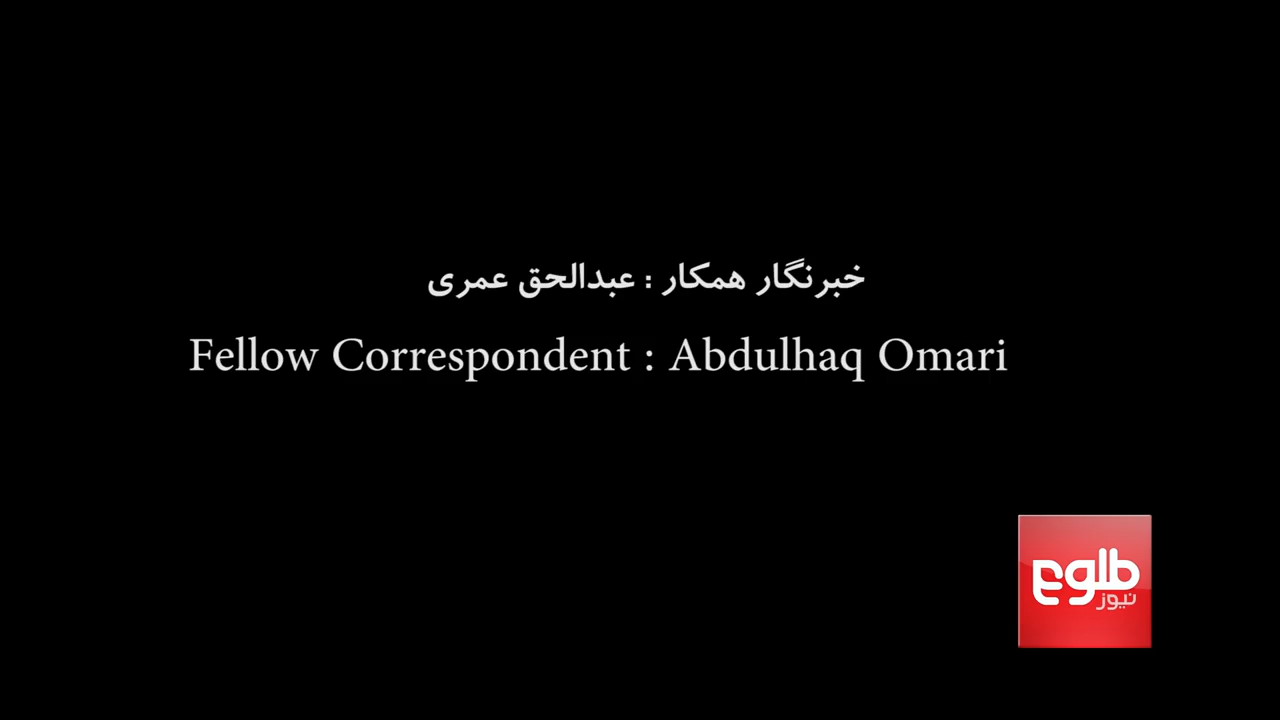 خبرنگار همکار : عبدالحق عمری
Fellow Correspondent : Abdulhaq Omari
طلوع
نیوز